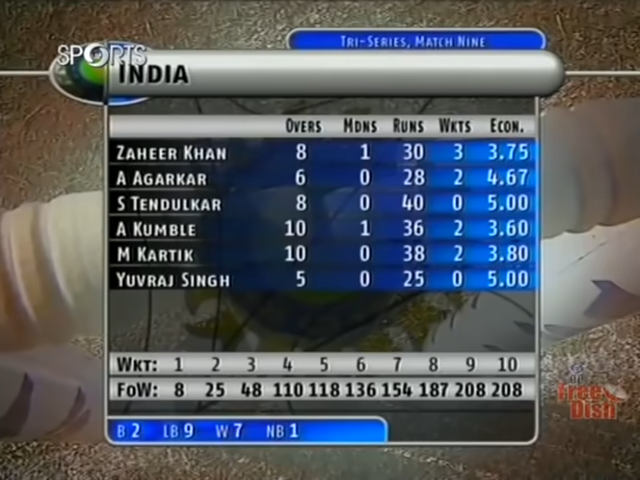 TRI-SERIES, MATCH NINE
SPORTS
INDIA
OVERS MDNS RUNS WKTS ECON.
ZAHEER KHAN 8 1 30 3 3.75
A AGARKAR 6 0 28 2 4.67
S TENDULKAR 8 0 40 0 5.00
A KUMBLE 10 1 36 2 3.60
M KARTIK 10 0 38 2 3.80
YUVRAJ SINGH 5 0 25 0 5.00
WKT: 1 2 3 4 5 6 7 8 9 10
FOW: 8 25 48 110 118 136 154 187 208 208
B 2 LB 9 W 7 NB 1
Free
Dish